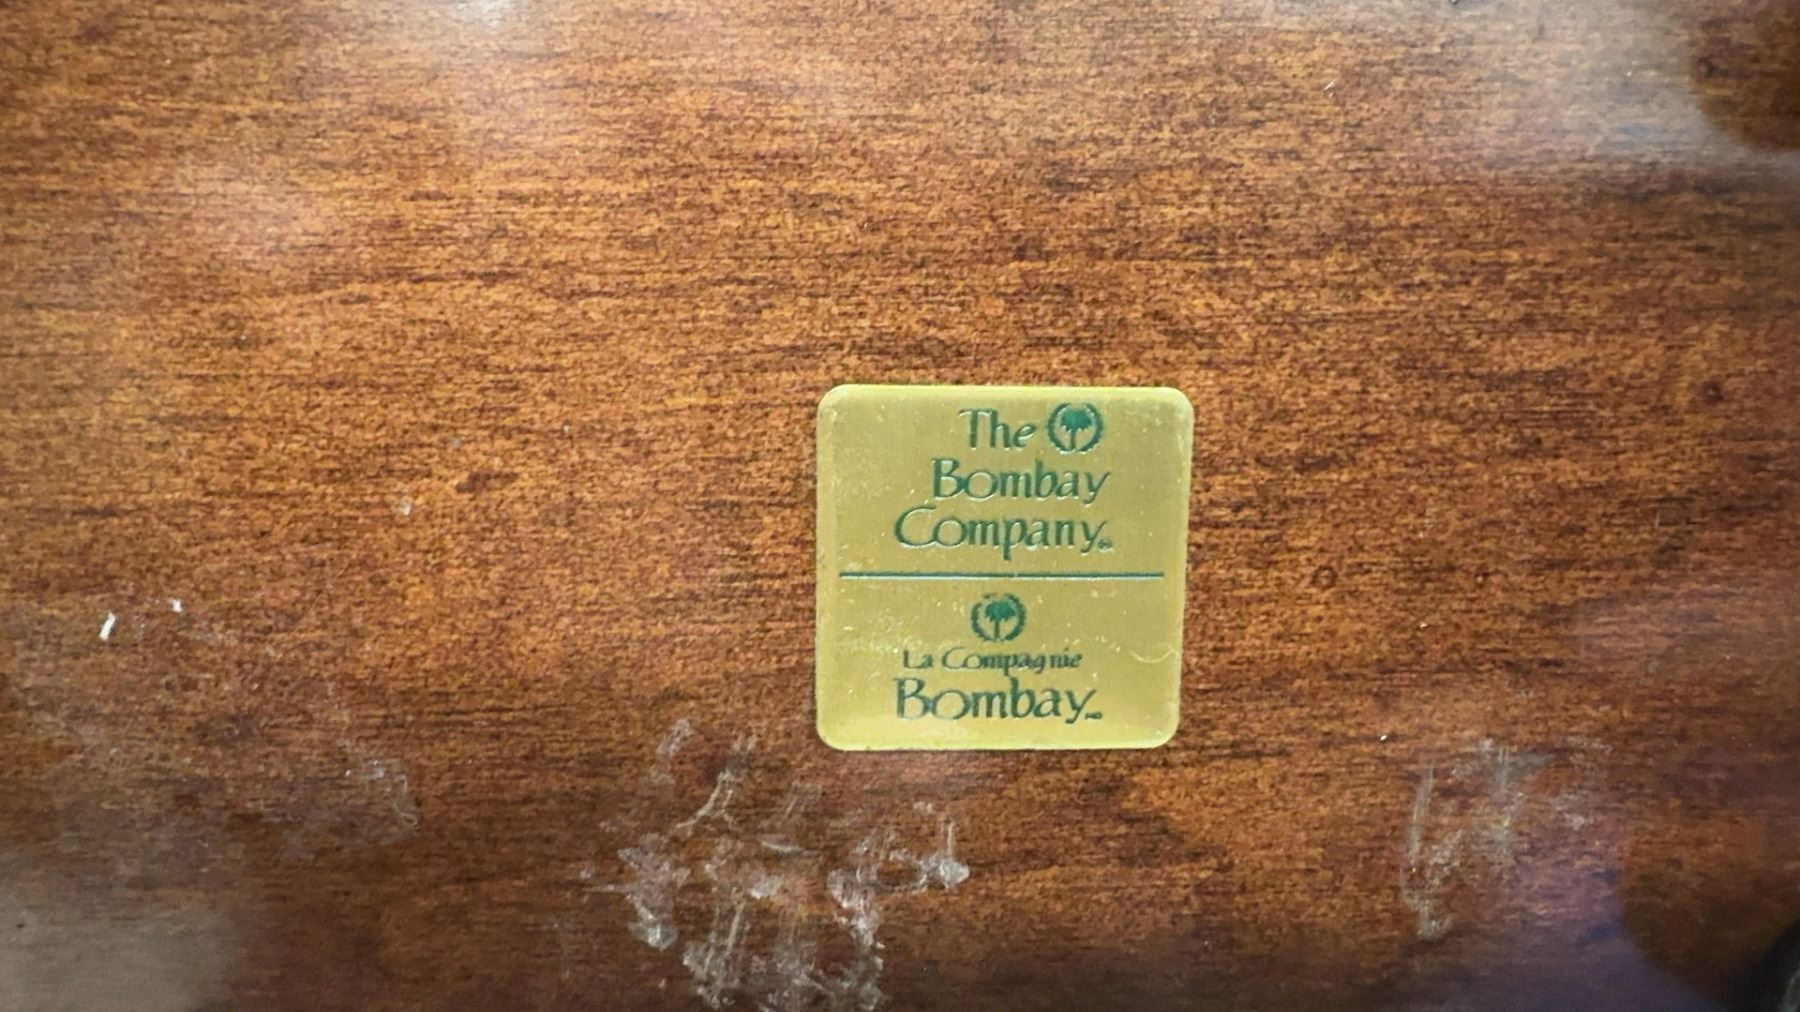 The
Bombay
Company®
La Compagnie
Bombay